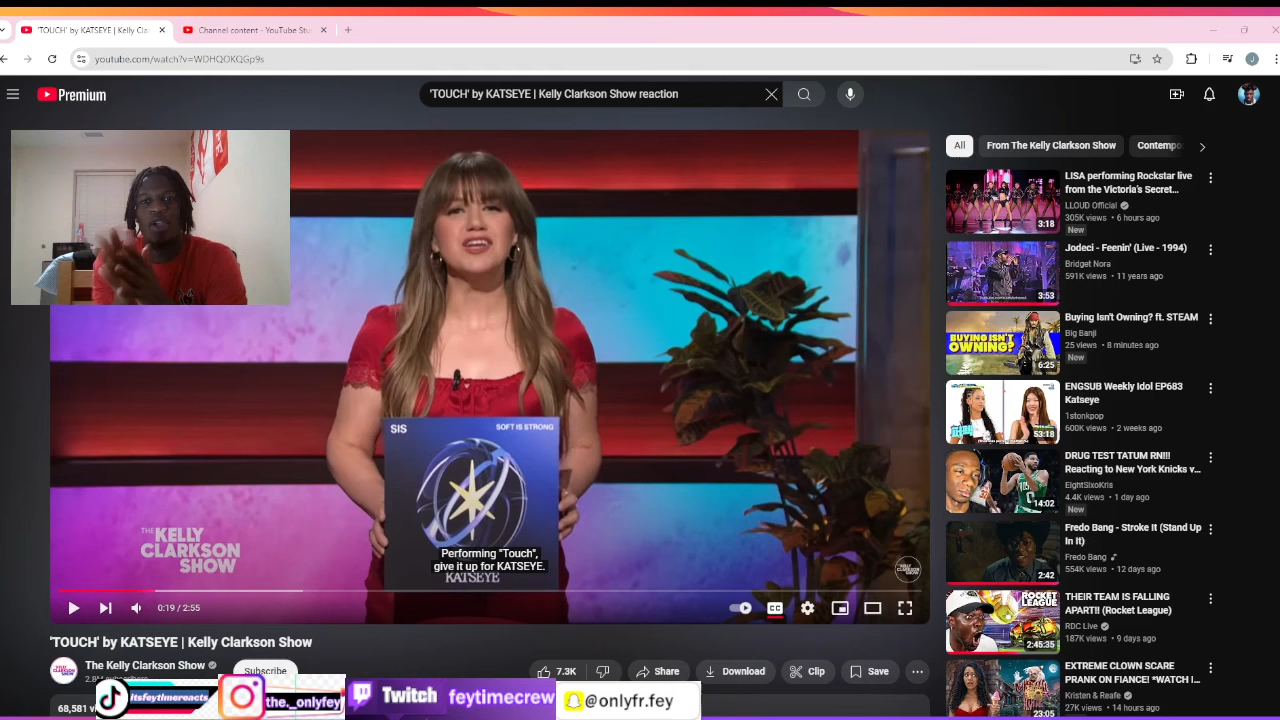 'TOUCH' by KATSEYE | Kelly Clar
Channel content - YouTube Stu
youtube.com/watch?v=WDHQOKQGp9s
J
Premium
'TOUCH' by KATSEYE | Kelly Clarkson Show reaction
All
From The Kelly Clarkson Show
Contempo
LISA performing Rockstar live
from the Victoria's Secret...
LLOUD Official
305K views • 6 hours ago
New
3:18
Jodeci - Feenin' (Live - 1994)
Bridget Nora
591K views • 11 years ago
3:53
Buying Isn't Owning? ft. STEAM
Big Banji
25 views • 8 minutes ago
New
BUYING ISN'T
OWNING?
6:25
ENGSUB Weekly Idol EP683
Katseye
1stonkpop
600K views • 2 weeks ago
53:18
DRUG TEST TATUM RN!!!
Reacting to New York Knicks v...
EightSixoKris
4.4K views • 1 day ago
New
14:02
Fredo Bang - Stroke It (Stand Up
In It)
Fredo Bang
554K views • 12 days ago
2:42
THEIR TEAM IS FALLING
APART!! (Rocket League)
RDC Live
187K views • 9 days ago
ROCKET
LEAGUE
2:45:35
EXTREME CLOWN SCARE
PRANK ON FIANCE! *WATCH I...
Kristen & Reafe
27K views • 14 hours ago
23:05
SIS
SOFT IS STRONG
Performing "Touch",
give it up for KATSEYE.
KATSEYE
THE
KELLY
CLARKSON
SHOW
0:19 / 2:55
CC
'TOUCH' by KATSEYE | Kelly Clarkson Show
The Kelly Clarkson Show
Subscribe
7.3K
Share
Download
Clip
Save
itsfeytimereacts
the._onlyfey
Twitch
feytimecrew
@onlyfr.fey
68,581 vi